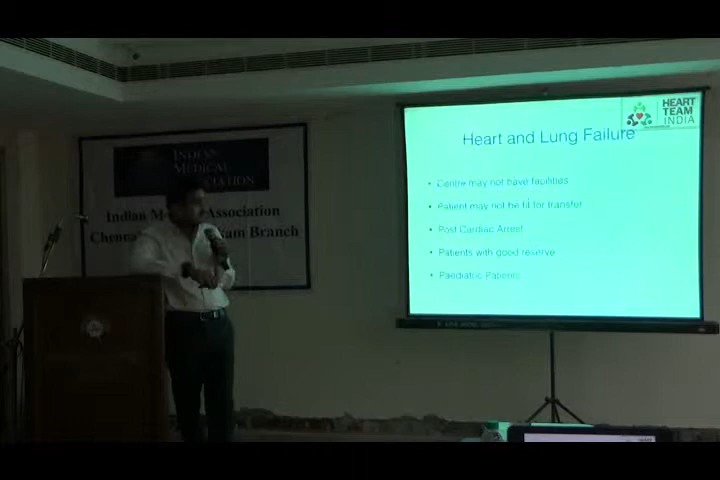 INDIAN
MEDICAL
ASSOCIATION
Indian Association
Branch
HEART
TEAM
INDIA
Heart and Lung Failure
• Centre may not have facilities
• Patient may not be fit for transfer
• Post Cardiac Arrest
• Patients with good reserve
• Paediatric Patients